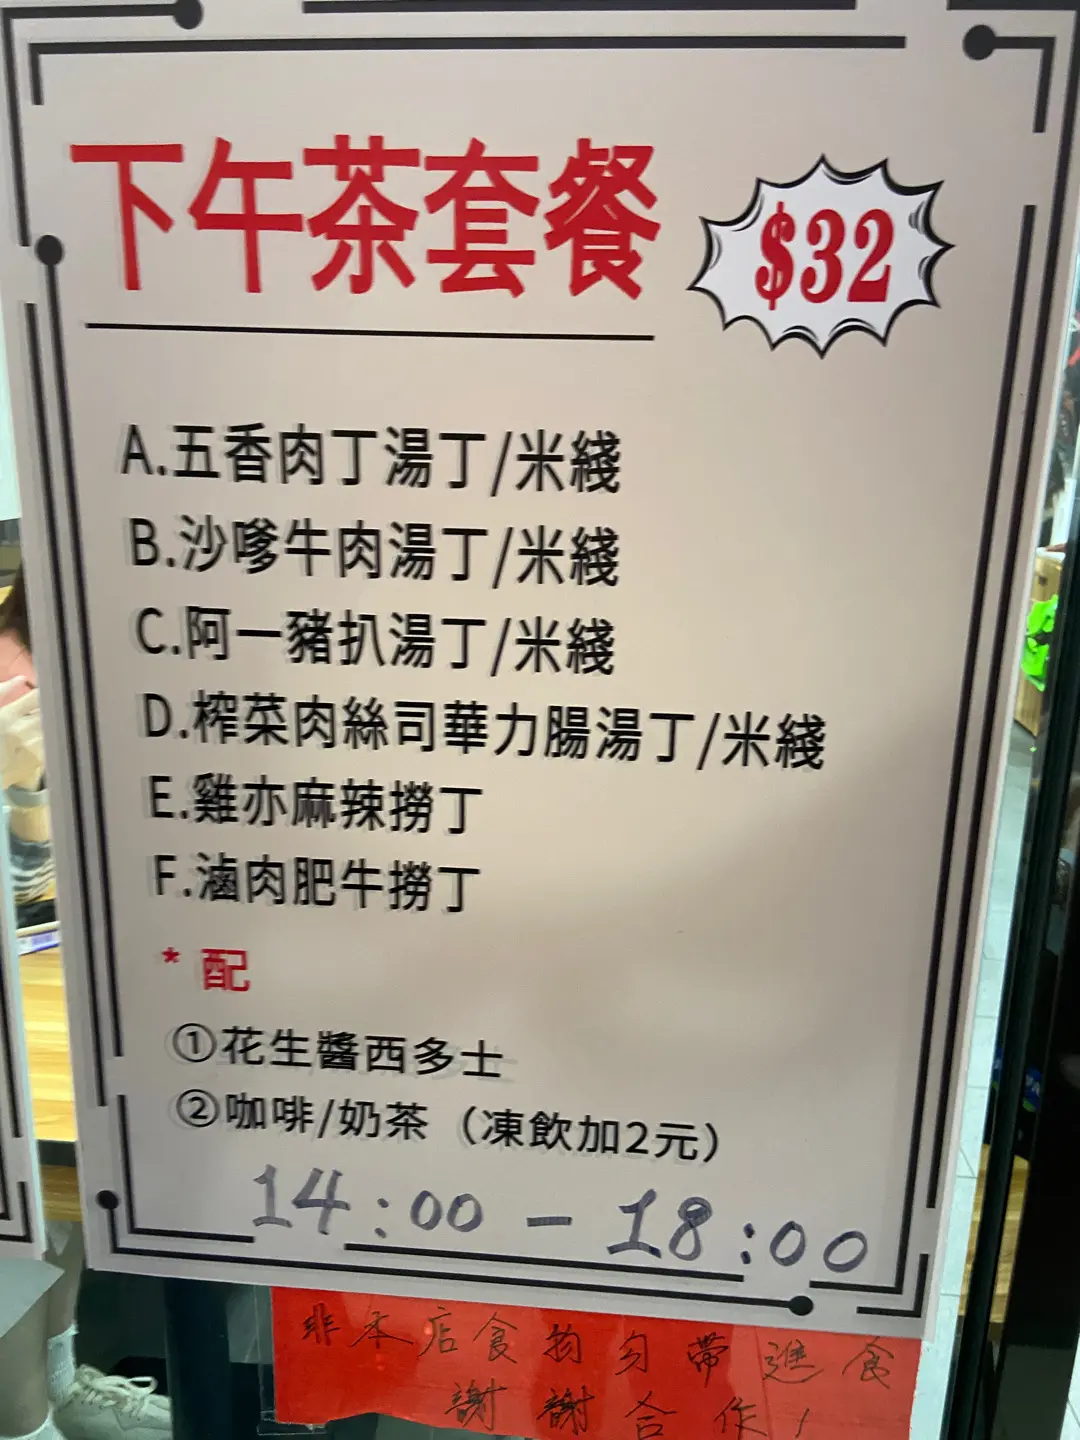 下午茶套餐
$32
A.五香肉丁湯丁/米綫
B.沙嗲牛肉湯丁/米綫
C.阿一豬扒湯丁/米綫
D.榨菜肉絲司華力腸湯丁/米綫
E.雞亦麻辣撈丁
F.滷肉肥牛撈丁
* 配
①花生醬西多士
②咖啡/奶茶（凍飲加2元）
14:00 - 18:00
非本店食物勿帶進食
謝謝合作！